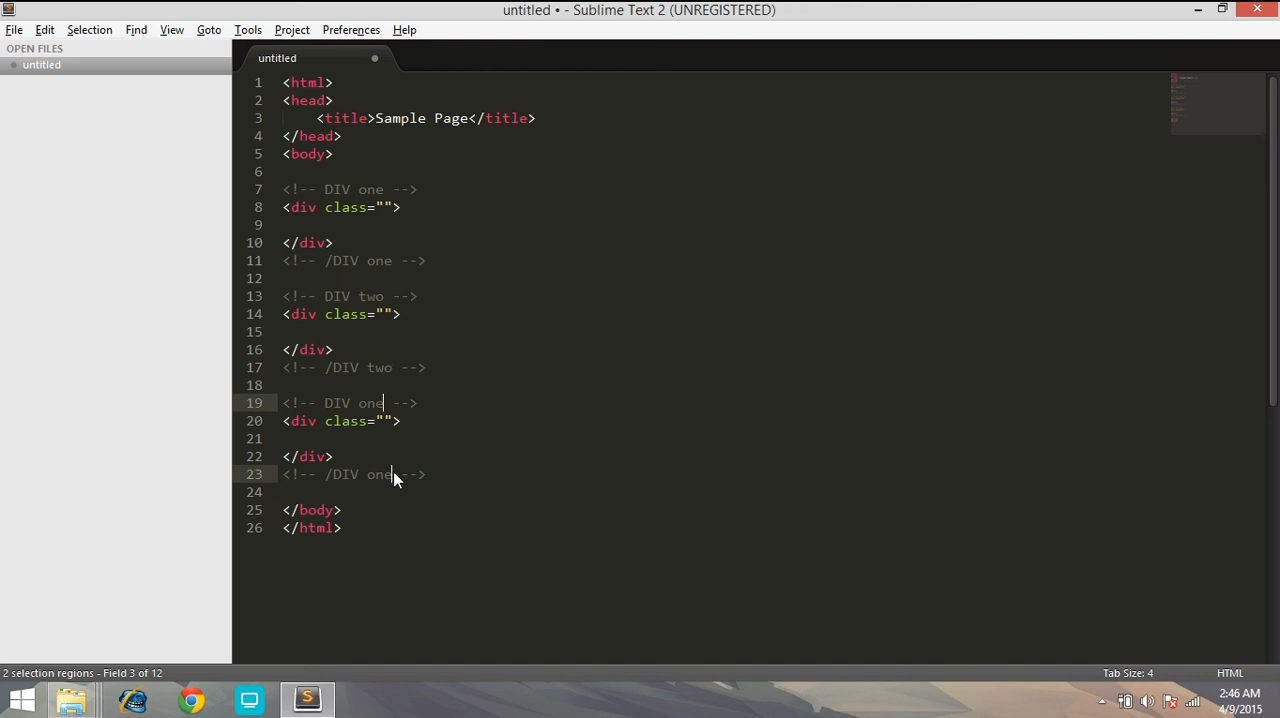 untitled • - Sublime Text 2 (UNREGISTERED)
File Edit Selection Find View Goto Tools Project Preferences Help
OPEN FILES
untitled
untitled
1 <html>
2 <head>
3 <title>Sample Page</title>
4 </head>
5 <body>
6
7 <!-- DIV one -->
8 <div class="">
9
10 </div>
11 <!-- /DIV one -->
12
13 <!-- DIV two -->
14 <div class="">
15
16 </div>
17 <!-- /DIV two -->
18
19 <!-- DIV one -->
20 <div class="">
21
22 </div>
23 <!-- /DIV one -->
24
25 </body>
26 </html>
2 selection regions - Field 3 of 12 Tab Size: 4 HTML
2:46 AM
4/9/2015